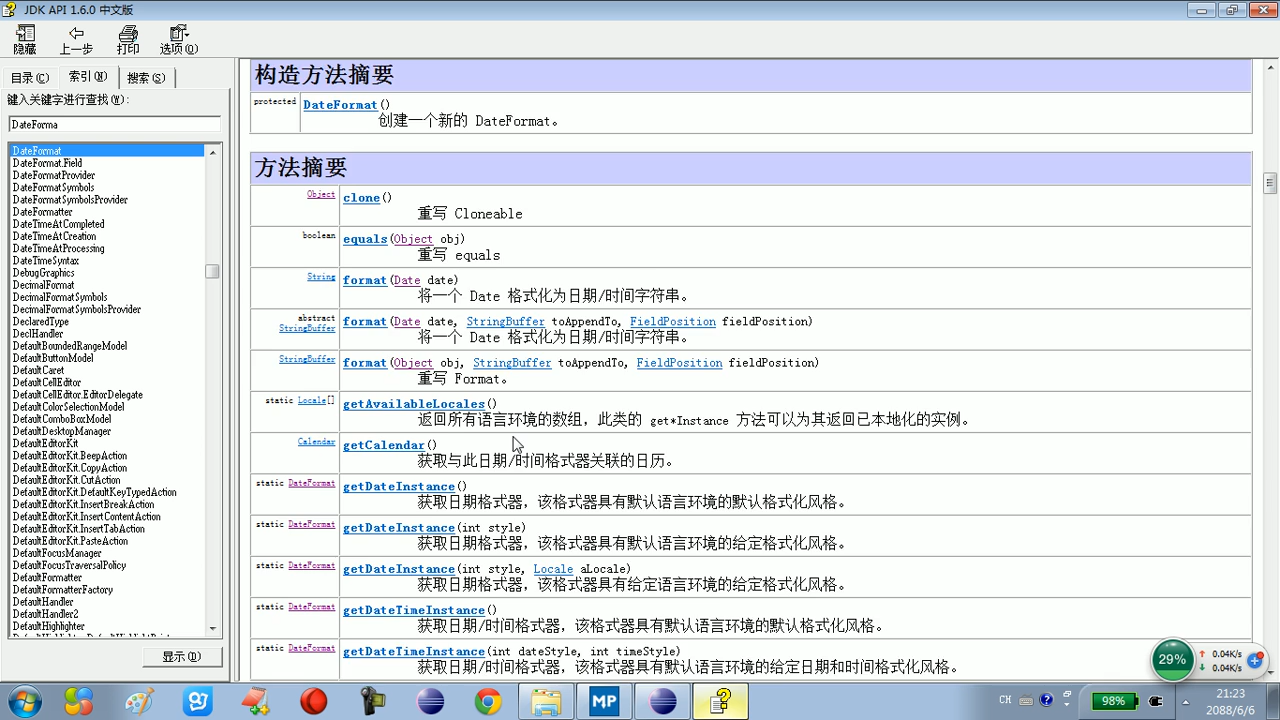 JDK API 1.6.0 中文版
隐藏 上一步 打印 选项(O)
目录(C) 索引(N) 搜索(S)
键入关键字进行查找(W):
DateForma
DateFormat
DateFormat.Field
DateFormatProvider
DateFormatSymbols
DateFormatSymbolsProvider
DateFormatter
DateTimeAtCompleted
DateTimeAtCreation
DateTimeAtProcessing
DateTimeSyntax
DebugGraphics
DecimalFormat
DecimalFormatSymbols
DecimalFormatSymbolsProvider
DeclaredType
DeclHandler
DefaultBoundedRangeModel
DefaultButtonModel
DefaultCaret
DefaultCellEditor
DefaultCellEditor.EditorDelegate
DefaultColorSelectionModel
DefaultComboBoxModel
DefaultDesktopManager
DefaultEditorKit
DefaultEditorKit.BeepAction
DefaultEditorKit.CopyAction
DefaultEditorKit.CutAction
DefaultEditorKit.DefaultKeyTypedAction
DefaultEditorKit.InsertBreakAction
DefaultEditorKit.InsertContentAction
DefaultEditorKit.InsertTabAction
DefaultEditorKit.PasteAction
DefaultFocusManager
DefaultFocusTraversalPolicy
DefaultFormatter
DefaultFormatterFactory
DefaultHandler
DefaultHandler2
DefaultHighlighter
显示(D)
构造方法摘要
protected DateFormat()
创建一个新的 DateFormat。
方法摘要
Object clone()
重写 Cloneable
boolean equals(Object obj)
重写 equals
String format(Date date)
将一个 Date 格式化为日期/时间字符串。
abstract StringBuffer format(Date date, StringBuffer toAppendTo, FieldPosition fieldPosition)
将一个 Date 格式化为日期/时间字符串。
StringBuffer format(Object obj, StringBuffer toAppendTo, FieldPosition fieldPosition)
重写 Format。
static Locale[] getAvailableLocales()
返回所有语言环境的数组，此类的 get*Instance 方法可以为其返回已本地化的实例。
Calendar getCalendar()
获取与此日期/时间格式器关联的日历。
static DateFormat getDateInstance()
获取日期格式器，该格式器具有默认语言环境的默认格式化风格。
static DateFormat getDateInstance(int style)
获取日期格式器，该格式器具有默认语言环境的给定格式化风格。
static DateFormat getDateInstance(int style, Locale aLocale)
获取日期格式器，该格式器具有给定语言环境的给定格式化风格。
static DateFormat getDateTimeInstance()
获取日期/时间格式器，该格式器具有默认语言环境的默认格式化风格。
static DateFormat getDateTimeInstance(int dateStyle, int timeStyle)
获取日期/时间格式器，该格式器具有默认语言环境的给定日期和时间格式化风格。
29%
0.04K/s
0.04K/s
MP
CH
98%
21:23
2088/6/6